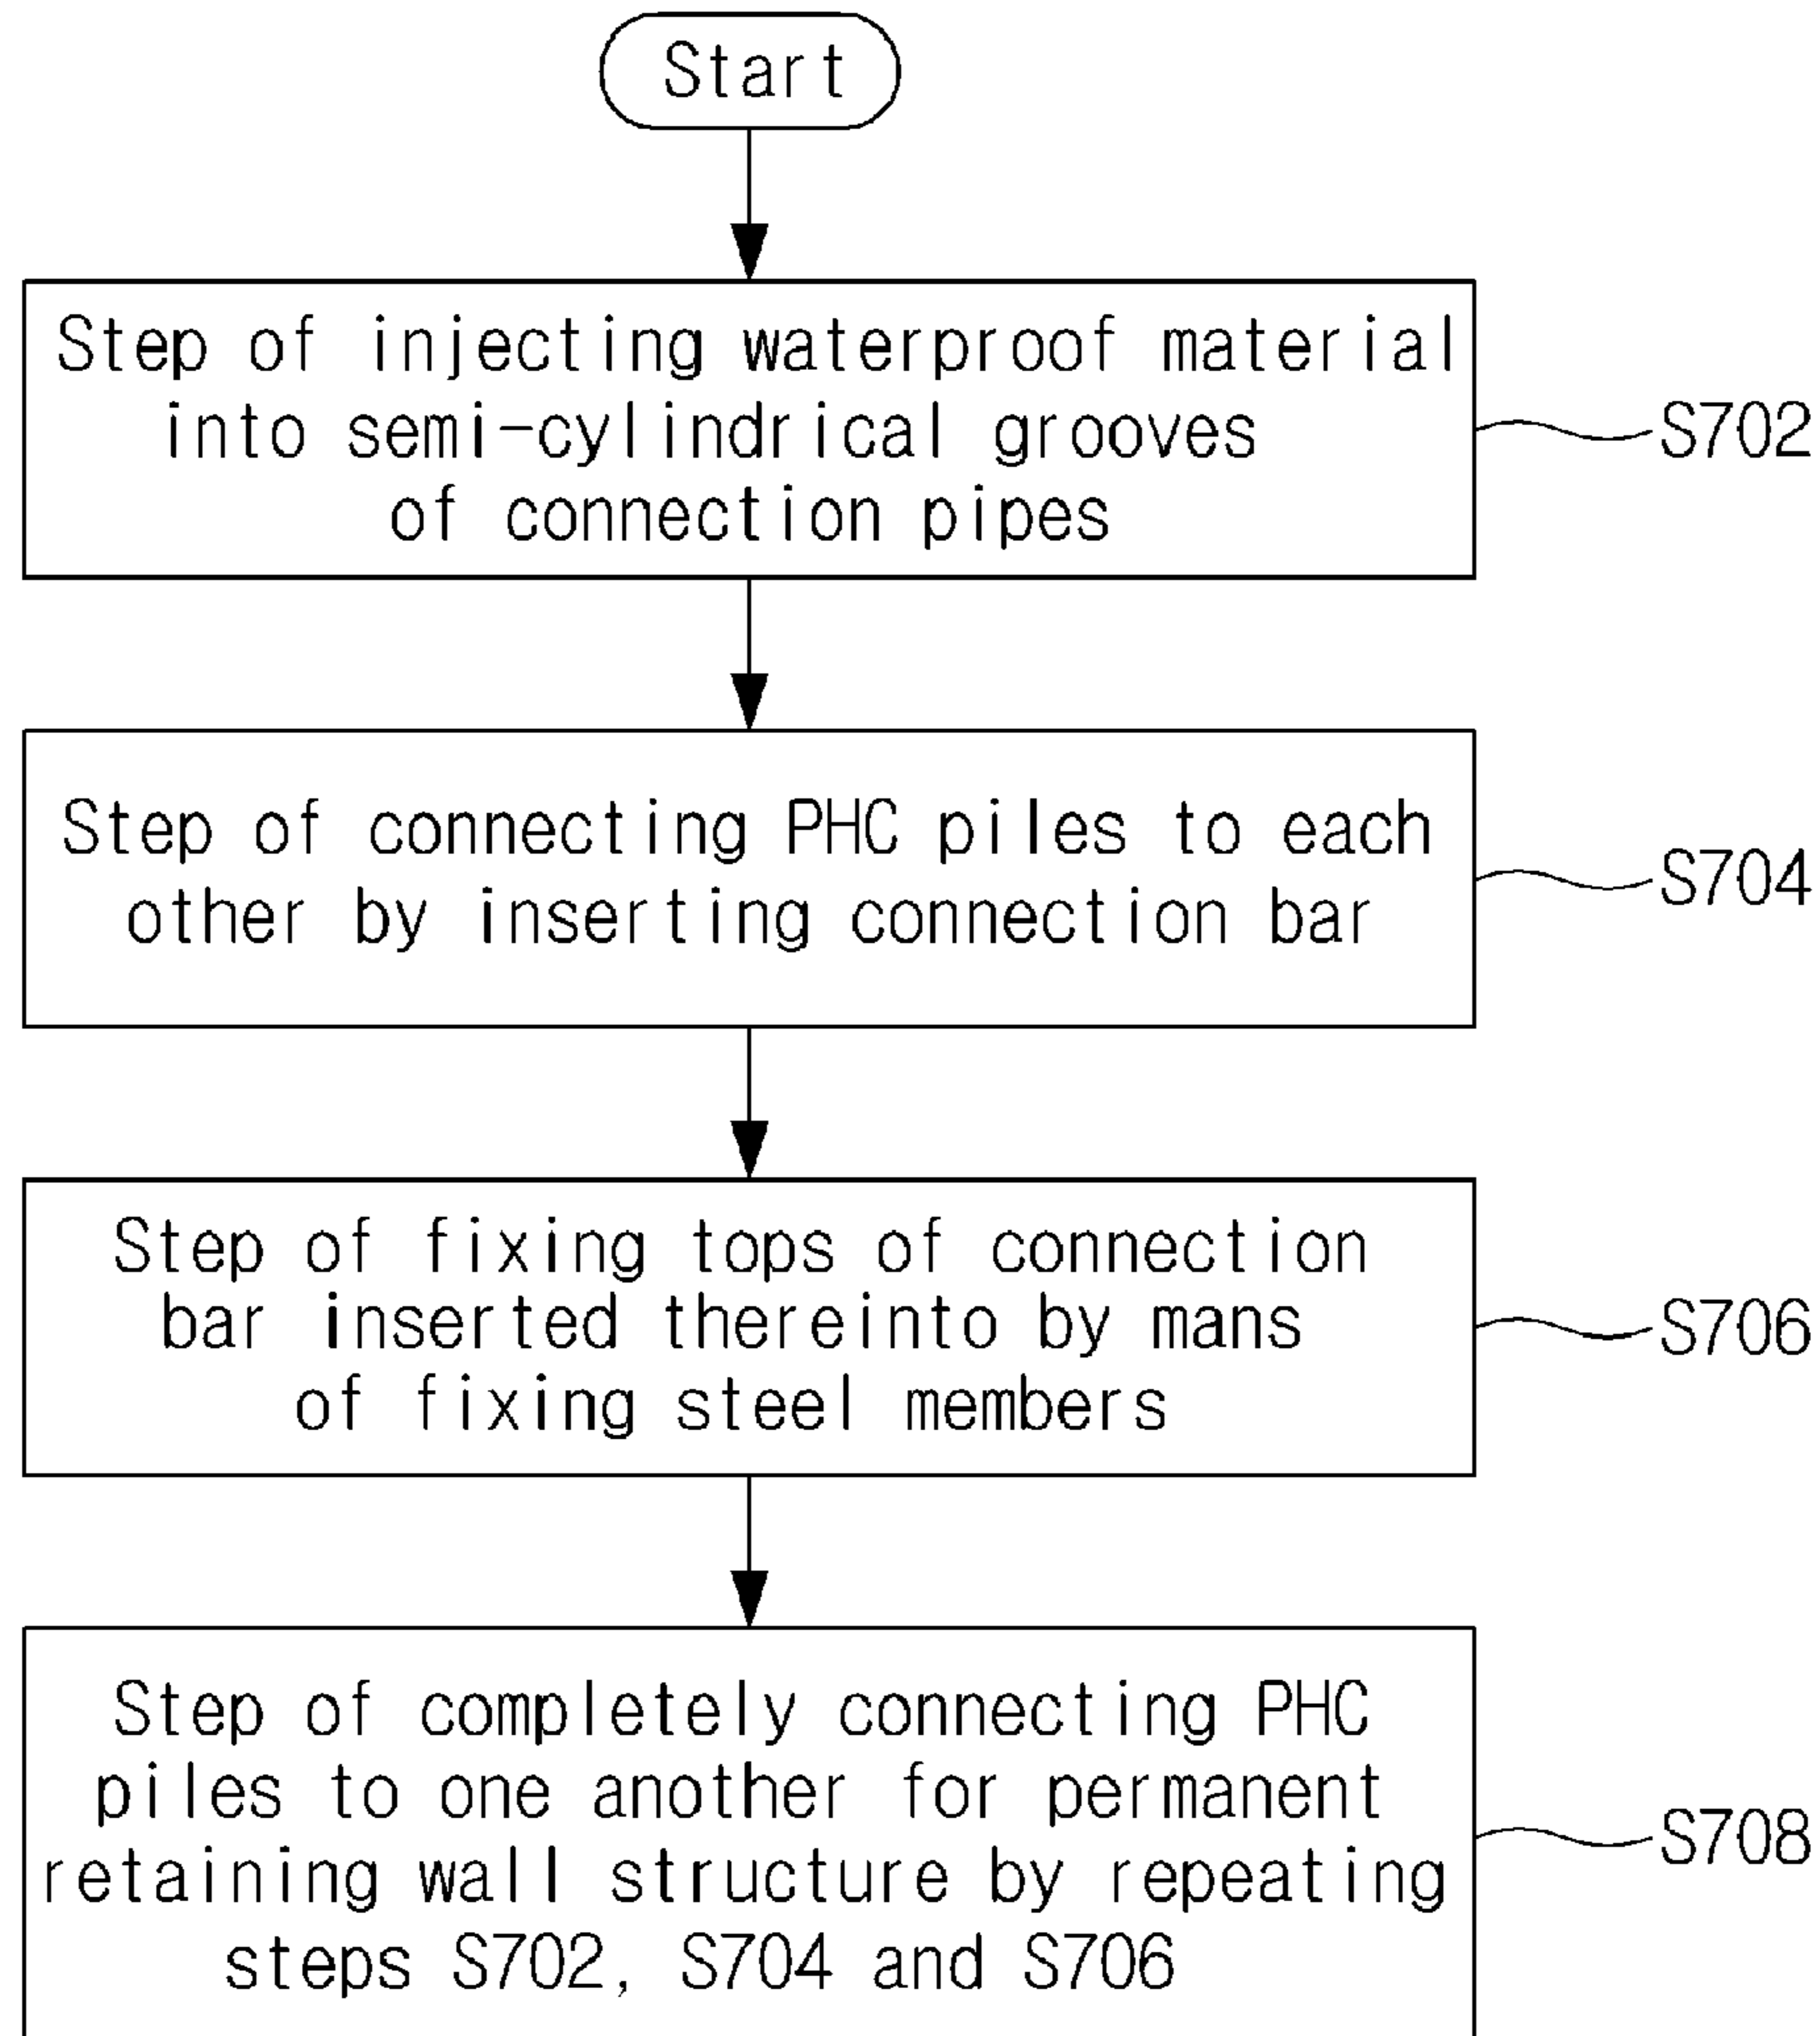 Start
Step of injecting waterproof material
into semi-cylindrical grooves
of connection pipes
S702
Step of connecting PHC piles to each
other by inserting connection bar
S704
Step of fixing tops of connection
bar inserted thereinto by mans
of fixing steel members
S706
Step of completely connecting PHC
piles to one another for permanent
retaining wall structure by repeating
steps S702, S704 and S706
S708